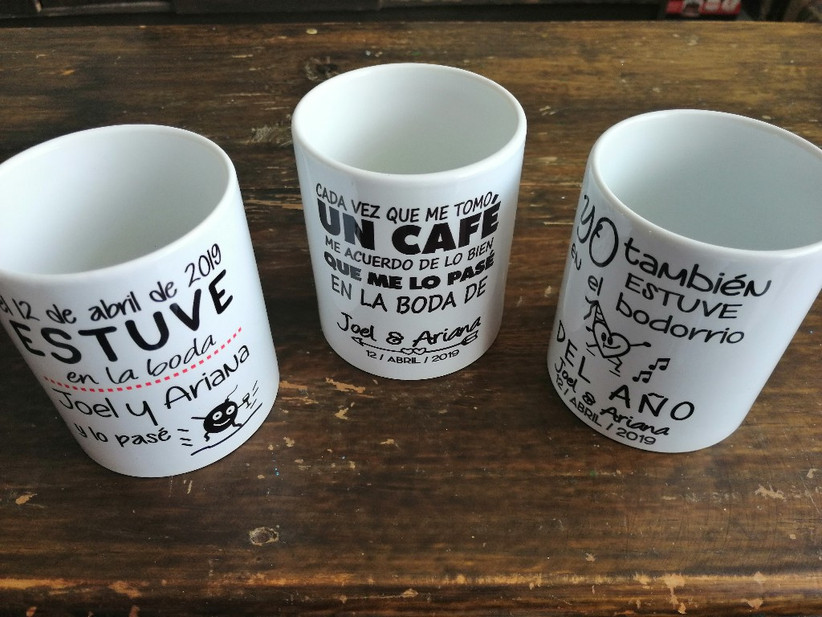 el 12 de abril de 2019
ESTUVE
en la boda
Joel y Ariana
y lo pasé
CADA VEZ QUE ME TOMO
UN CAFÉ
ME ACUERDO DE LO BIEN
QUE ME LO PASÉ
EN LA BODA DE
Joel & Ariana
12 / ABRIL / 2019
YO también
ESTUVE
en el bodorrio
DEL AÑO
Joel & Ariana
12 / ABRIL / 2019